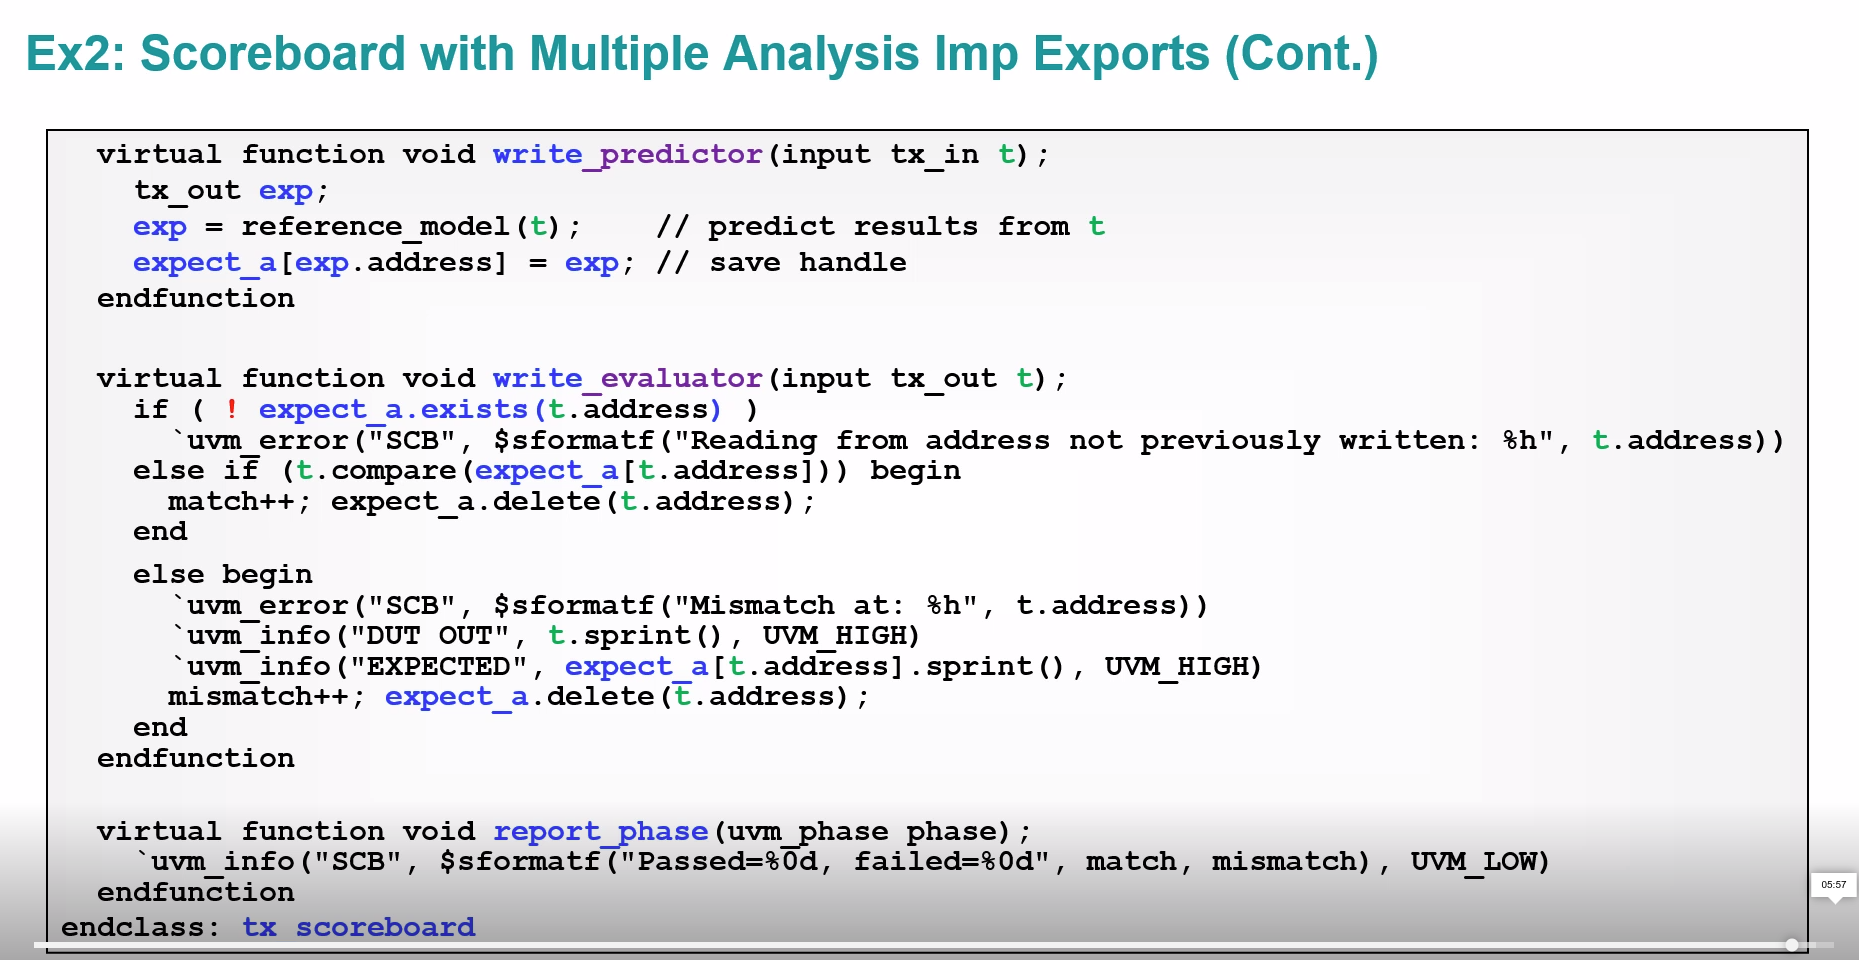 Ex2: Scoreboard with Multiple Analysis Imp Exports (Cont.)
virtual function void write_predictor(input tx_in t);
tx_out exp;
exp = reference_model(t); // predict results from t
expect_a[exp.address] = exp; // save handle
endfunction
virtual function void write_evaluator(input tx_out t);
if ( ! expect_a.exists(t.address) )
`uvm_error("SCB", $sformatf("Reading from address not previously written: %h", t.address))
else if (t.compare(expect_a[t.address])) begin
match++; expect_a.delete(t.address);
end
else begin
`uvm_error("SCB", $sformatf("Mismatch at: %h", t.address))
`uvm_info("DUT OUT", t.sprint(), UVM_HIGH)
`uvm_info("EXPECTED", expect_a[t.address].sprint(), UVM_HIGH)
mismatch++; expect_a.delete(t.address);
end
endfunction
virtual function void report_phase(uvm_phase phase);
`uvm_info("SCB", $sformatf("Passed=%0d, failed=%0d", match, mismatch), UVM_LOW)
endfunction
05:57
endclass: tx_scoreboard